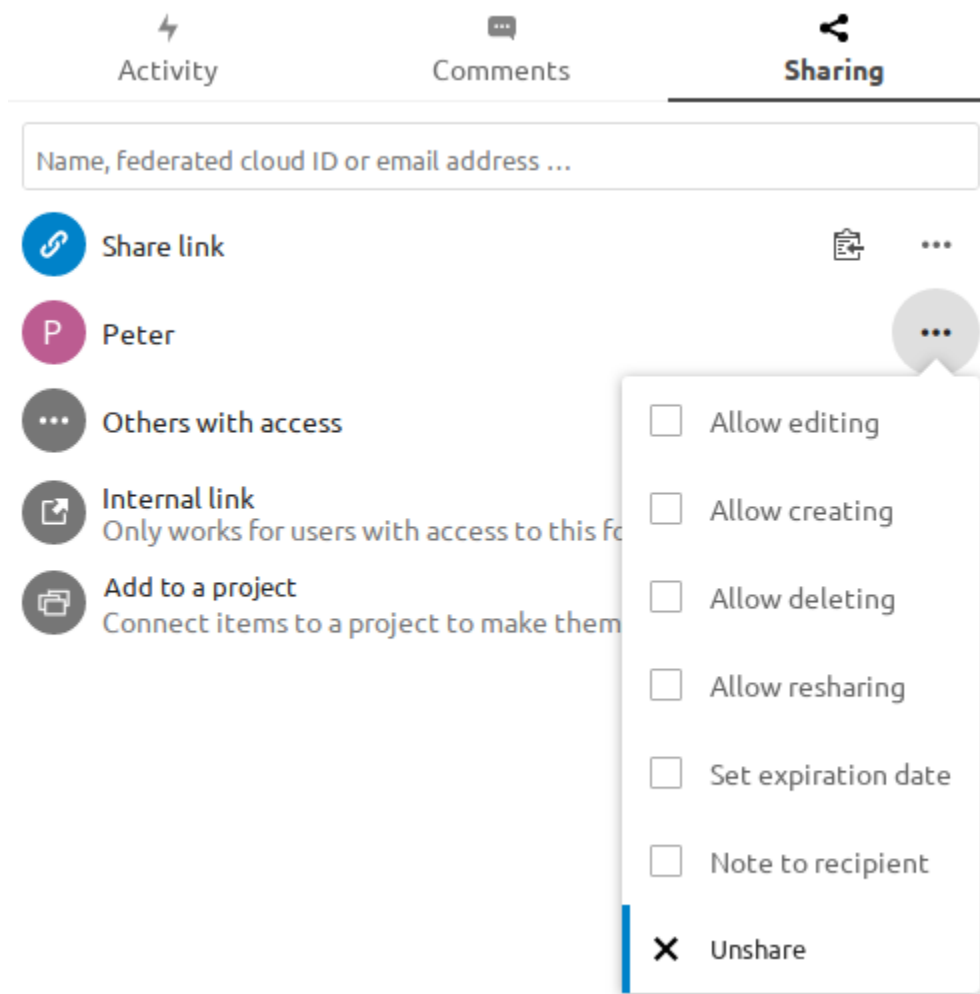 Activity
Comments
Sharing
Name, federated cloud ID or email address …
Share link
P
Peter
Others with access
Internal link
Only works for users with access to this fo
Add to a project
Connect items to a project to make them
Allow editing
Allow creating
Allow deleting
Allow resharing
Set expiration date
Note to recipient
Unshare